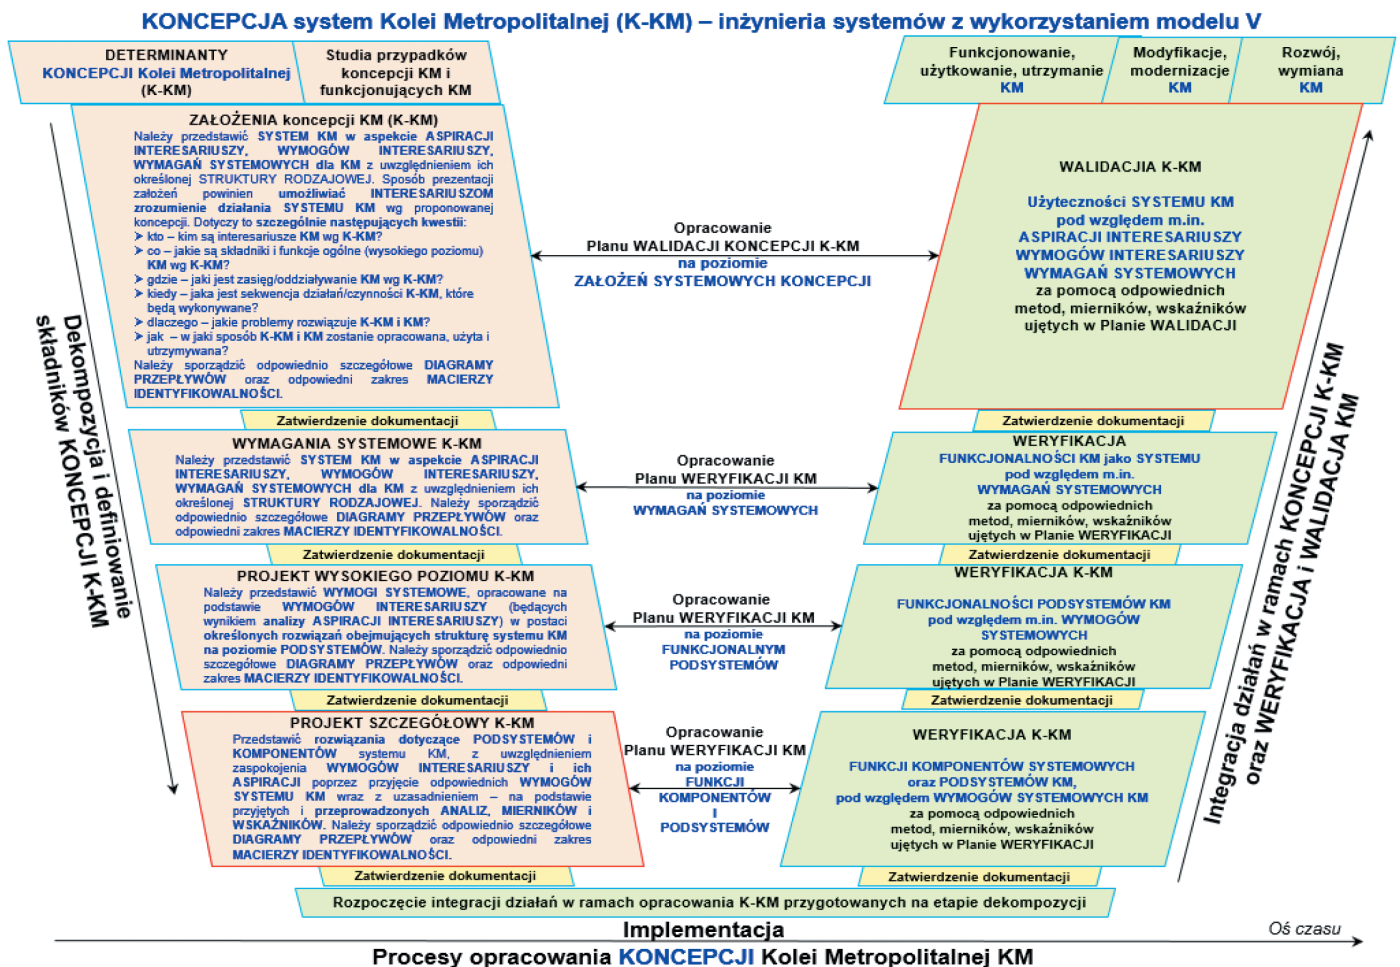 KONCEPCJA system Kolei Metropolitalnej (K-KM) – inżynieria systemów z wykorzystaniem modelu V
DETERMINANTY
KONCEPCJI Kolei Metropolitalnej
(K-KM)
Studia przypadków
koncepcji KM i
funkcjonujących KM
Funkcjonowanie,
użytkowanie, utrzymanie
KM
Modyfikacje,
modernizacje
KM
Rozwój,
wymiana
KM
ZAŁOŻENIA koncepcji KM (K-KM)
Należy przedstawić SYSTEM KM w aspekcie ASPIRACJI
INTERESARIUSZY, WYMOGÓW INTERESARIUSZY,
WYMAGAŃ SYSTEMOWYCH dla KM z uwzględnieniem ich
określonej STRUKTURY RODZAJOWEJ. Sposób prezentacji
założeń powinien umożliwiać INTERESARIUSZOM
zrozumienie działania SYSTEMU KM wg proponowanej
koncepcji. Dotyczy to szczególnie następujących kwestii:
➤ kto – kim są interesariusze KM wg K-KM?
➤ co – jakie są składniki i funkcje ogólne (wysokiego poziomu)
KM wg K-KM?
➤ gdzie – jaki jest zasięg/oddziaływanie KM wg K-KM?
➤ kiedy – jaka jest sekwencja działań/czynności K-KM, które
będą wykonywane?
➤ dlaczego – jakie problemy rozwiązuje K-KM i KM?
➤ jak – w jaki sposób K-KM i KM zostanie opracowana, użyta i
utrzymywana?
Należy sporządzić odpowiednio szczegółowe DIAGRAMY
PRZEPŁYWÓW oraz odpowiedni zakres MACIERZY
IDENTYFIKOWALNOŚCI.
Opracowanie
Planu WALIDACJI KONCEPCJI K-KM
na poziomie
ZAŁOŻEŃ SYSTEMOWYCH KONCEPCJI
WALIDACJIA K-KM
Użyteczności SYSTEMU KM
pod względem m.in.
ASPIRACJI INTERESARIUSZY
WYMOGÓW INTERESARIUSZY
WYMAGAŃ SYSTEMOWYCH
za pomocą odpowiednich
metod, mierników, wskaźników
ujętych w Planie WALIDACJI
Zatwierdzenie dokumentacji
Zatwierdzenie dokumentacji
WYMAGANIA SYSTEMOWE K-KM
Należy przedstawić SYSTEM KM w aspekcie ASPIRACJI
INTERESARIUSZY, WYMOGÓW INTERESARIUSZY,
WYMAGAŃ SYSTEMOWYCH dla KM z uwzględnieniem ich
określonej STRUKTURY RODZAJOWEJ. Należy sporządzić
odpowiednio szczegółowe DIAGRAMY PRZEPŁYWÓW oraz
odpowiedni zakres MACIERZY IDENTYFIKOWALNOŚCI.
Opracowanie
Planu WERYFIKACJI KM
na poziomie
WYMAGAŃ SYSTEMOWYCH
WERYFIKACJA
FUNKCJONALNOŚCI KM jako SYSTEMU
pod względem m.in.
WYMAGAŃ SYSTEMOWYCH
za pomocą odpowiednich
metod, mierników, wskaźników
ujętych w Planie WERYFIKACJI
Zatwierdzenie dokumentacji
Zatwierdzenie dokumentacji
PROJEKT WYSOKIEGO POZIOMU K-KM
Należy przedstawić WYMOGI SYSTEMOWE, opracowane na
podstawie WYMOGÓW INTERESARIUSZY (będących
wynikiem analizy ASPIRACJI INTERESARIUSZY) w postaci
określonych rozwiązań obejmujących strukturę systemu KM
na poziomie PODSYSTEMÓW. Należy sporządzić odpowiednio
szczegółowe DIAGRAMY PRZEPŁYWÓW oraz odpowiedni
zakres MACIERZY IDENTYFIKOWALNOŚCI.
Opracowanie
Planu WERYFIKACJI KM
na poziomie
FUNKCJONALNYM
PODSYSTEMÓW
WERYFIKACJA K-KM
FUNKCJONALNOŚCI PODSYSTEMÓW KM
pod względem m.in. WYMOGÓW
SYSTEMOWYCH
za pomocą odpowiednich
metod, mierników, wskaźników
ujętych w Planie WERYFIKACJI
Zatwierdzenie dokumentacji
Zatwierdzenie dokumentacji
PROJEKT SZCZEGÓŁOWY K-KM
Przedstawić rozwiązania dotyczące PODSYSTEMÓW i
KOMPONENTÓW systemu KM, z uwzględnieniem
zaspokojenia WYMOGÓW INTERESARIUSZY i ich
ASPIRACJI poprzez przyjęcie odpowiednich WYMOGÓW
SYSTEMU KM wraz z uzasadnieniem – na podstawie
przyjętych i przeprowadzonych ANALIZ, MIERNIKÓW i
WSKAŹNIKÓW. Należy sporządzić odpowiednio szczegółowe
DIAGRAMY PRZEPŁYWÓW oraz odpowiedni zakres
MACIERZY IDENTYFIKOWALNOŚCI.
Opracowanie
Planu WERYFIKACJI KM
na poziomie
FUNKCJI
KOMPONENTÓW
I
PODSYSTEMÓW
WERYFIKACJA K-KM
FUNKCJI KOMPONENTÓW SYSTEMOWYCH
oraz PODSYSTEMÓW KM,
pod względem WYMOGÓW SYSTEMOWYCH KM
za pomocą odpowiednich
metod, mierników, wskaźników
ujętych w Planie WERYFIKACJI
Zatwierdzenie dokumentacji
Zatwierdzenie dokumentacji
Rozpoczęcie integracji działań w ramach opracowania K-KM przygotowanych na etapie dekompozycji
Dekompozycja i definiowanie
składników KONCEPCJI K-KM
Integracja działań w ramach KONCEPCJI K-KM
oraz WERYFIKACJA i WALIDACJA KM
Implementacja
Oś czasu
Procesy opracowania KONCEPCJI Kolei Metropolitalnej KM